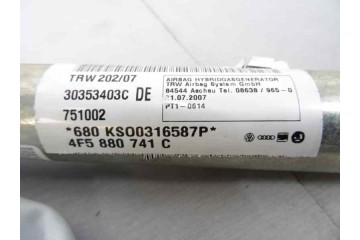 TRW 202/07
30353403C DE
751002
*680 KSO0316587P*
4F5 880 741 C
AIRBAG HYBRIDGASGENERATOR
TRW Airbag System GmbH
84544 Aschau Tel. 08638 / 965-0
31.07.2007
PT1-0614